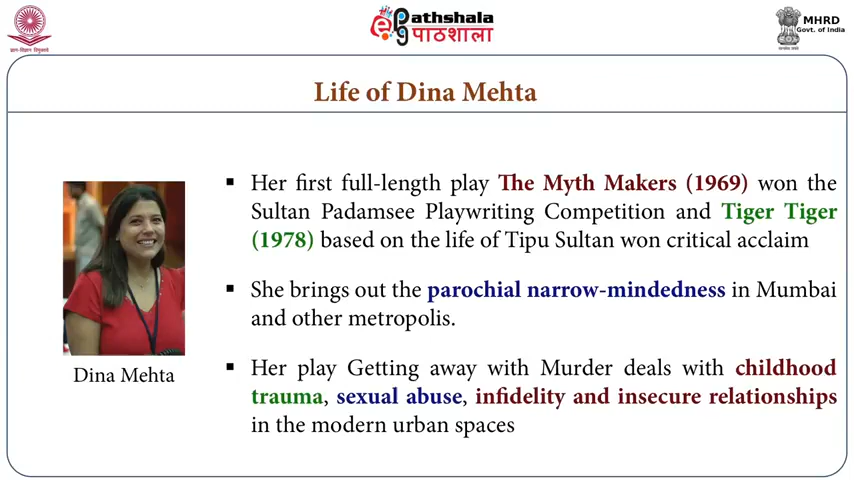 ePathshala
पाठशाला
MHRD
Govt. of India
Life of Dina Mehta
▪ Her first full-length play The Myth Makers (1969) won the
Sultan Padamsee Playwriting Competition and Tiger Tiger
(1978) based on the life of Tipu Sultan won critical acclaim
▪ She brings out the parochial narrow-mindedness in Mumbai
and other metropolis.
▪ Her play Getting away with Murder deals with childhood
trauma, sexual abuse, infidelity and insecure relationships
in the modern urban spaces
Dina Mehta